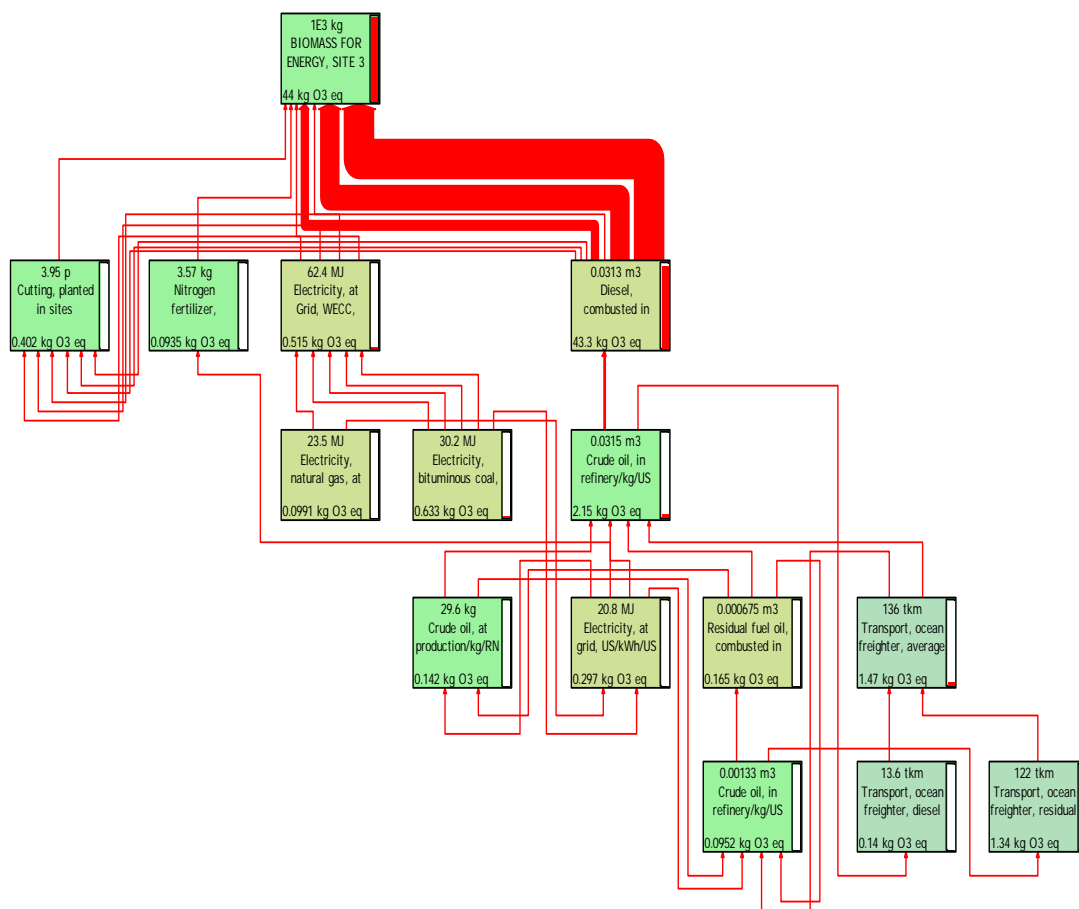 1E3 kg
BIOMASS FOR
ENERGY, SITE 3
44 kg O3 eq
3.95 p
Cutting, planted
in sites
0.402 kg O3 eq
3.57 kg
Nitrogen
fertilizer,
0.0935 kg O3 eq
62.4 MJ
Electricity, at
Grid, WECC,
0.515 kg O3 eq
0.0313 m3
Diesel,
combusted in
43.3 kg O3 eq
23.5 MJ
Electricity,
natural gas, at
0.0991 kg O3 eq
30.2 MJ
Electricity,
bituminous coal,
0.633 kg O3 eq
0.0315 m3
Crude oil, in
refinery/kg/US
2.15 kg O3 eq
29.6 kg
Crude oil, at
production/kg/RN
0.142 kg O3 eq
20.8 MJ
Electricity, at
grid, US/kWh/US
0.297 kg O3 eq
0.000675 m3
Residual fuel oil,
combusted in
0.165 kg O3 eq
136 tkm
Transport, ocean
freighter, average
1.47 kg O3 eq
0.00133 m3
Crude oil, in
refinery/kg/US
0.0952 kg O3 eq
13.6 tkm
Transport, ocean
freighter, diesel
0.14 kg O3 eq
122 tkm
Transport, ocean
freighter, residual
1.34 kg O3 eq